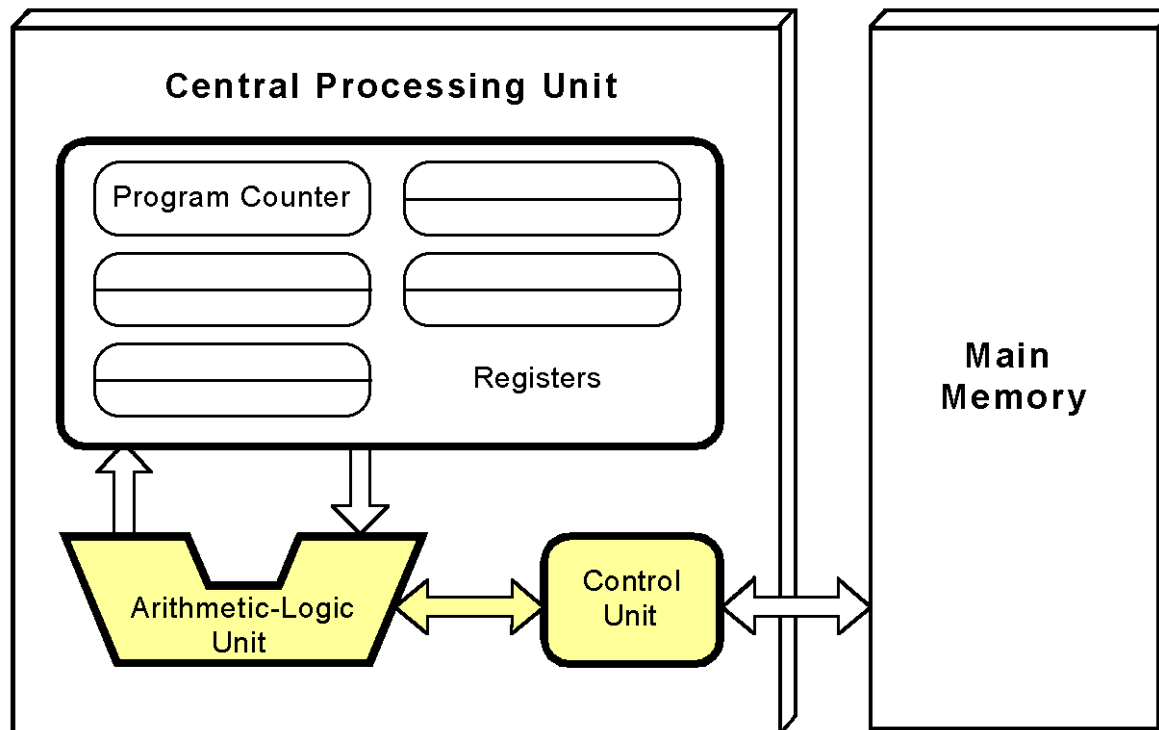 Central Processing Unit
Program Counter
Registers
Main
Memory
Arithmetic-Logic
Unit
Control
Unit